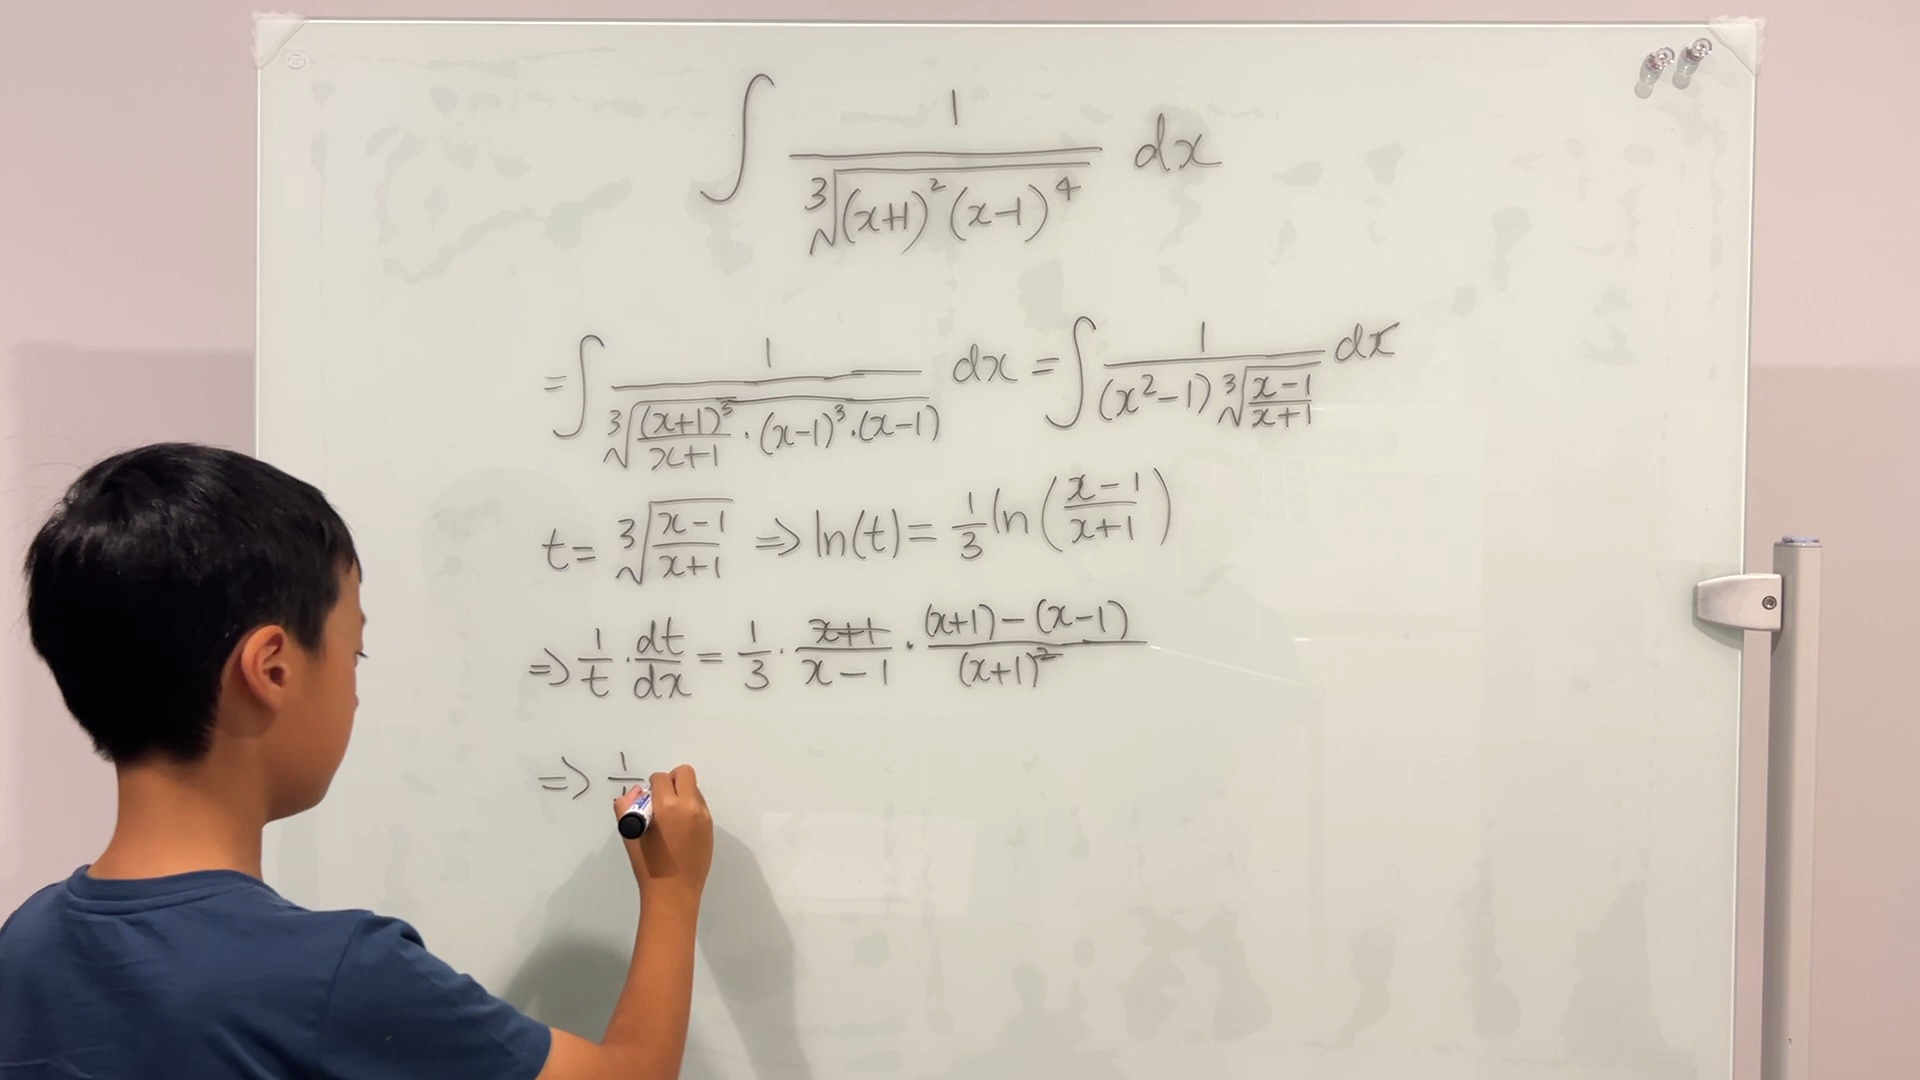 ∫ 1 / ∛((x+1)²(x−1)⁴) dx
= ∫ 1 / ∛((x+1)³/(x+1) · (x−1)³ · (x−1)) dx = ∫ 1 / ((x²−1) ∛((x−1)/(x+1))) dx
t = ∛((x−1)/(x+1)) ⇒ ln(t) = 1/3 ln((x−1)/(x+1))
⇒ 1/t · dt/dx = 1/3 · (x+1)/(x−1) · ((x+1)−(x−1))/(x+1)²
⇒ 1